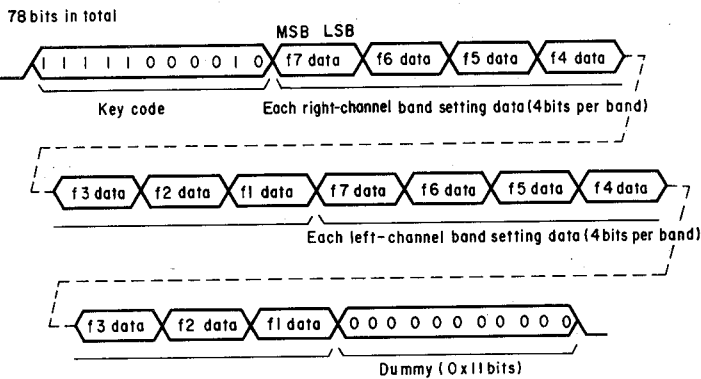 78 bits in total
MSB LSB
1 1 1 1 1 0 0 0 0 1 0 f7 data f6 data f5 data f4 data
Key code Each right-channel band setting data (4 bits per band)
f3 data f2 data f1 data f7 data f6 data f5 data f4 data
Each left-channel band setting data (4 bits per band)
f3 data f2 data f1 data 0 0 0 0 0 0 0 0 0 0 0
Dummy (0 x 11 bits)